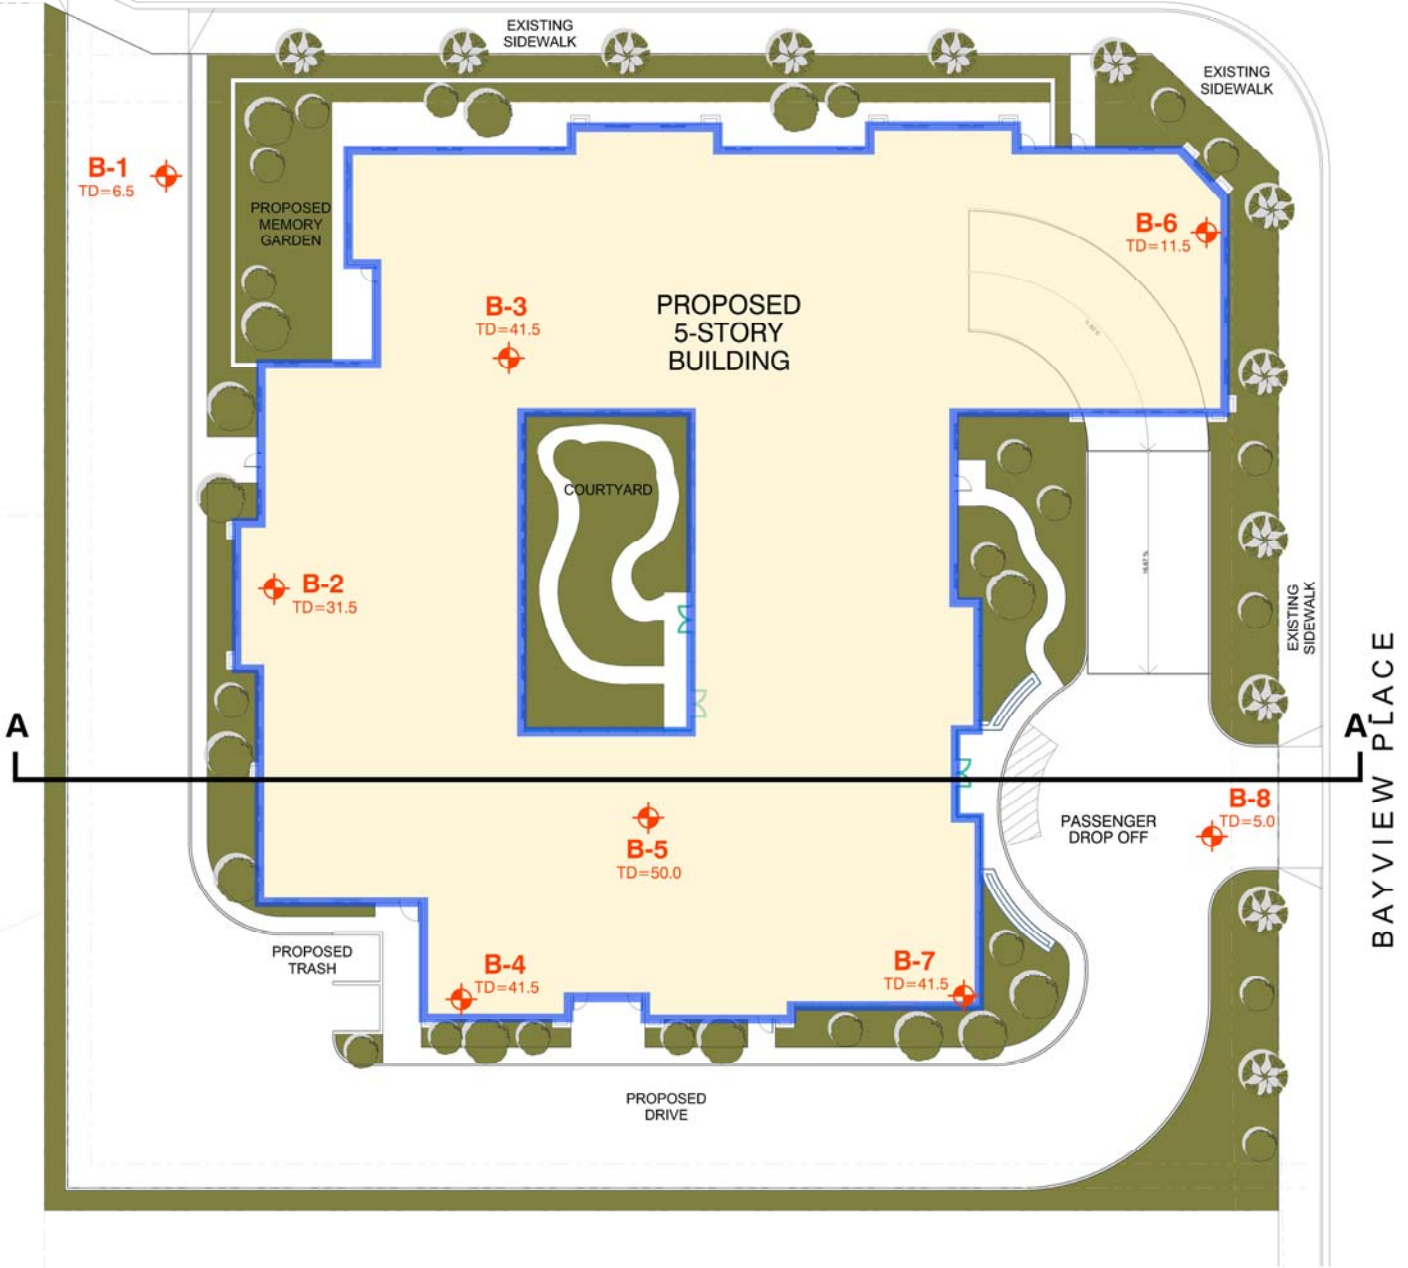 EXISTING
SIDEWALK
EXISTING
SIDEWALK
B-1
TD=6.5
PROPOSED
MEMORY
GARDEN
B-6
TD=11.5
B-3
TD=41.5
PROPOSED
5-STORY
BUILDING
COURTYARD
B-2
TD=31.5
EXISTING
SIDEWALK
BAYVIEW PLACE
A
A'
B-5
TD=50.0
PASSENGER
DROP OFF
B-8
TD=5.0
PROPOSED
TRASH
B-4
TD=41.5
B-7
TD=41.5
PROPOSED
DRIVE